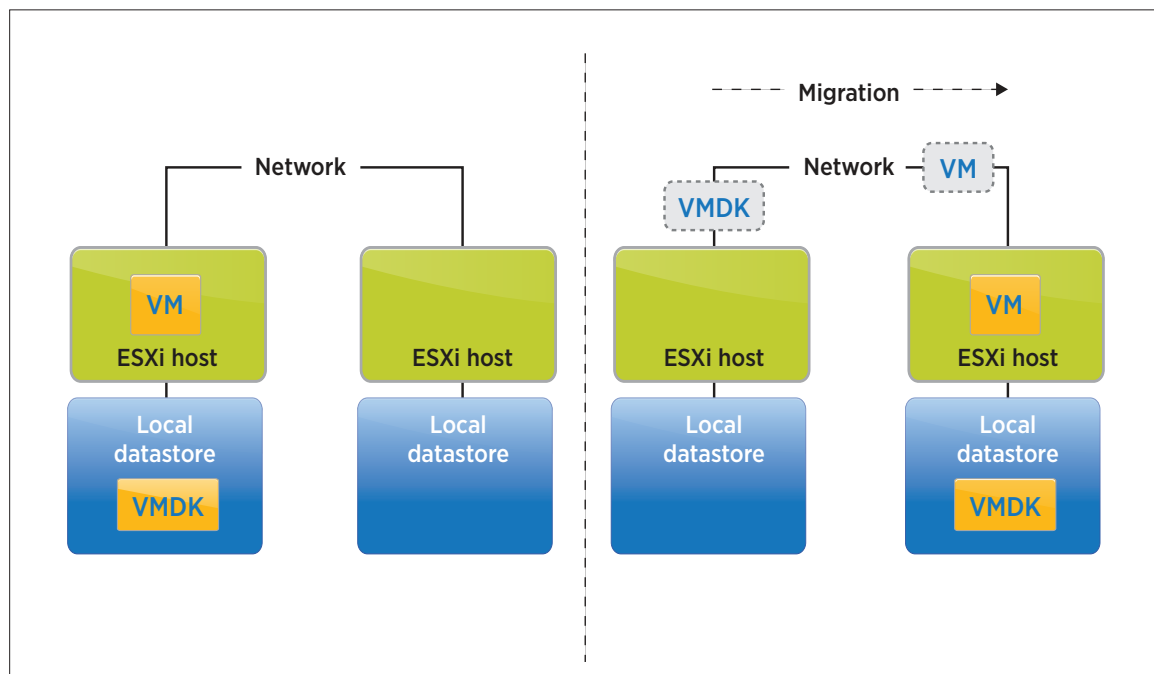 Migration
Network
Network
VM
VMDK
VM
ESXi host
ESXi host
ESXi host
VM
ESXi host
Local
datastore
VMDK
Local
datastore
Local
datastore
Local
datastore
VMDK